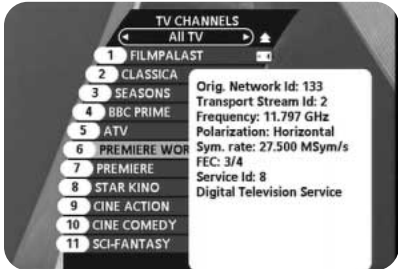 TV CHANNELS
All TV
1 FILMPALAST
2 CLASSICA
3 SEASONS
4 BBC PRIME
5 ATV
6 PREMIERE WOR
7 PREMIERE
8 STAR KINO
9 CINE ACTION
10 CINE COMEDY
11 SCI-FANTASY
Orig. Network Id: 133
Transport Stream Id: 2
Frequency: 11.797 GHz
Polarization: Horizontal
Sym. rate: 27.500 MSym/s
FEC: 3/4
Service Id: 8
Digital Television Service